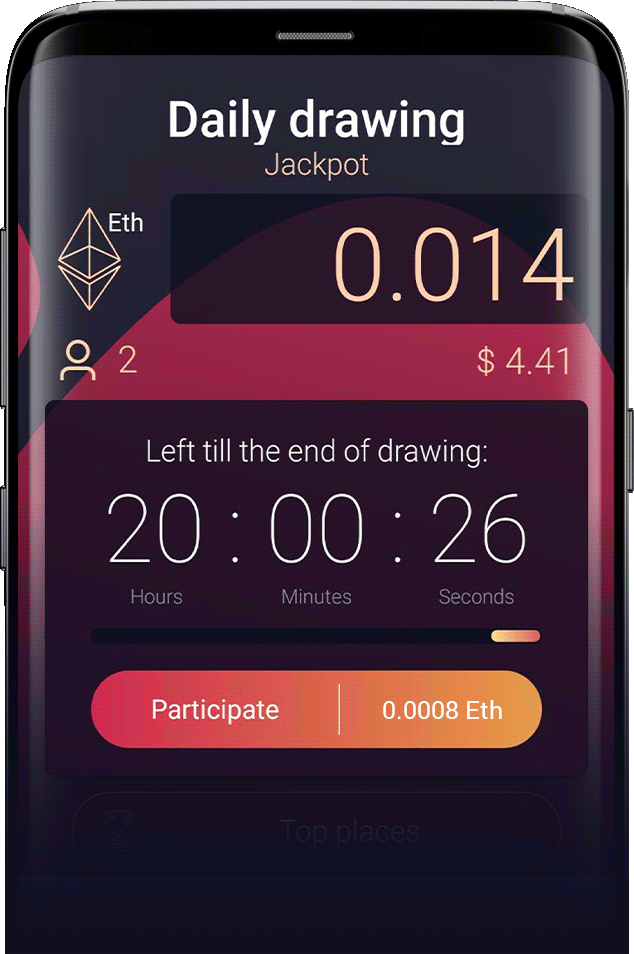 Daily drawing
Jackpot
Eth
0.014
2
$ 4.41
Left till the end of drawing:
20 : 00 : 26
Hours Minutes Seconds
Participate 0.0008 Eth
Top places